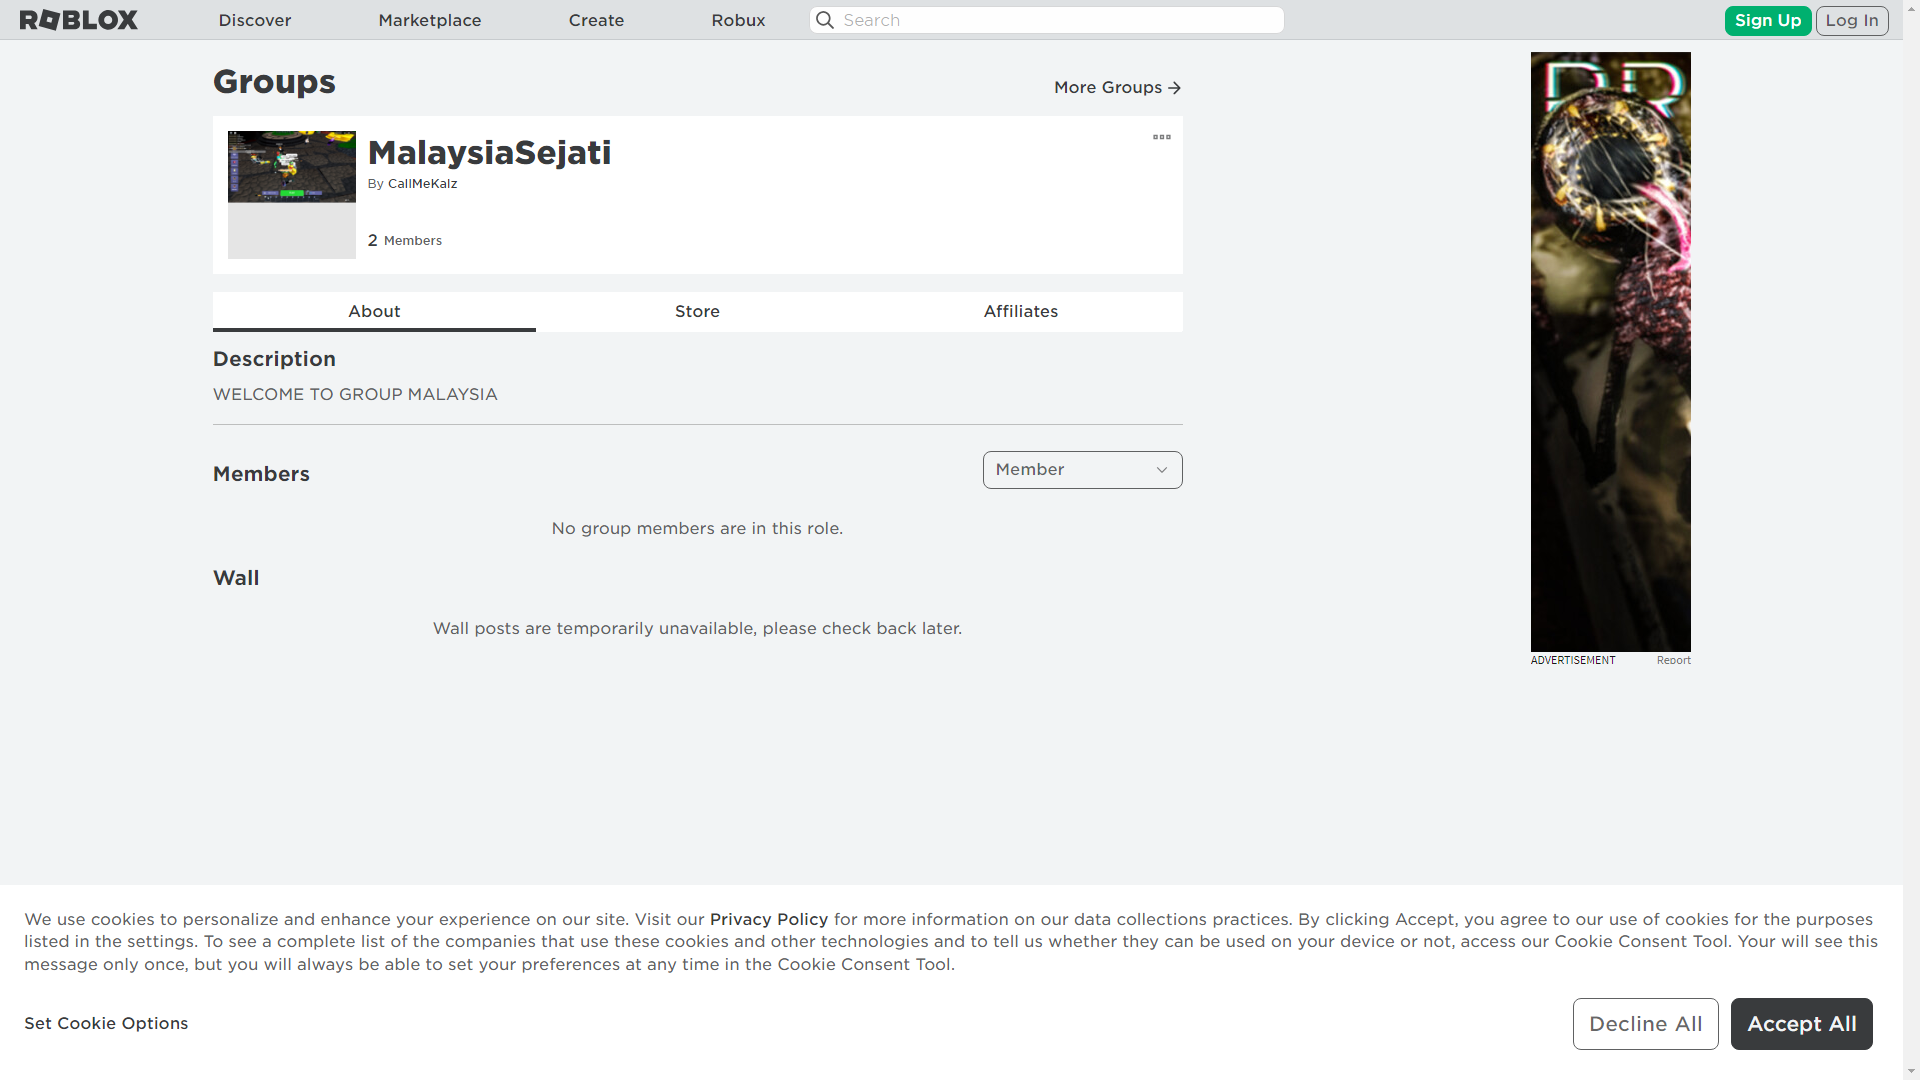 ROBLOX
Discover
Marketplace
Create
Robux
Search
Sign Up
Log In
Groups
More Groups
MalaysiaSejati
By CallMeKalz
2 Members
About
Store
Affiliates
Description
WELCOME TO GROUP MALAYSIA
Members
Member
No group members are in this role.
Wall
Wall posts are temporarily unavailable, please check back later.
ADVERTISEMENT
Report
We use cookies to personalize and enhance your experience on our site. Visit our Privacy Policy for more information on our data collections practices. By clicking Accept, you agree to our use of cookies for the purposes
listed in the settings. To see a complete list of the companies that use these cookies and other technologies and to tell us whether they can be used on your device or not, access our Cookie Consent Tool. Your will see this
message only once, but you will always be able to set your preferences at any time in the Cookie Consent Tool.
Set Cookie Options
Decline All
Accept All